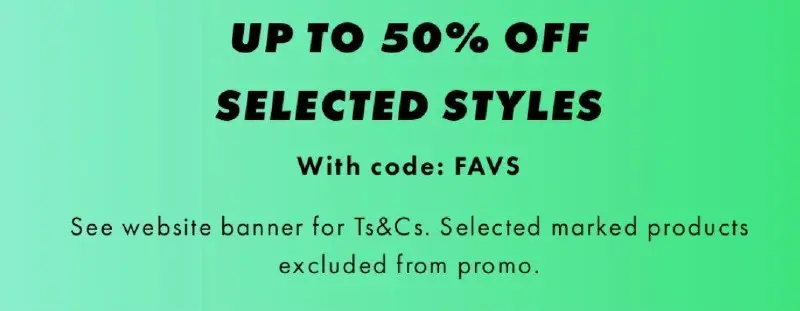 UP TO 50% OFF
SELECTED STYLES
With code: FAVS
See website banner for Ts&Cs. Selected marked products
excluded from promo.